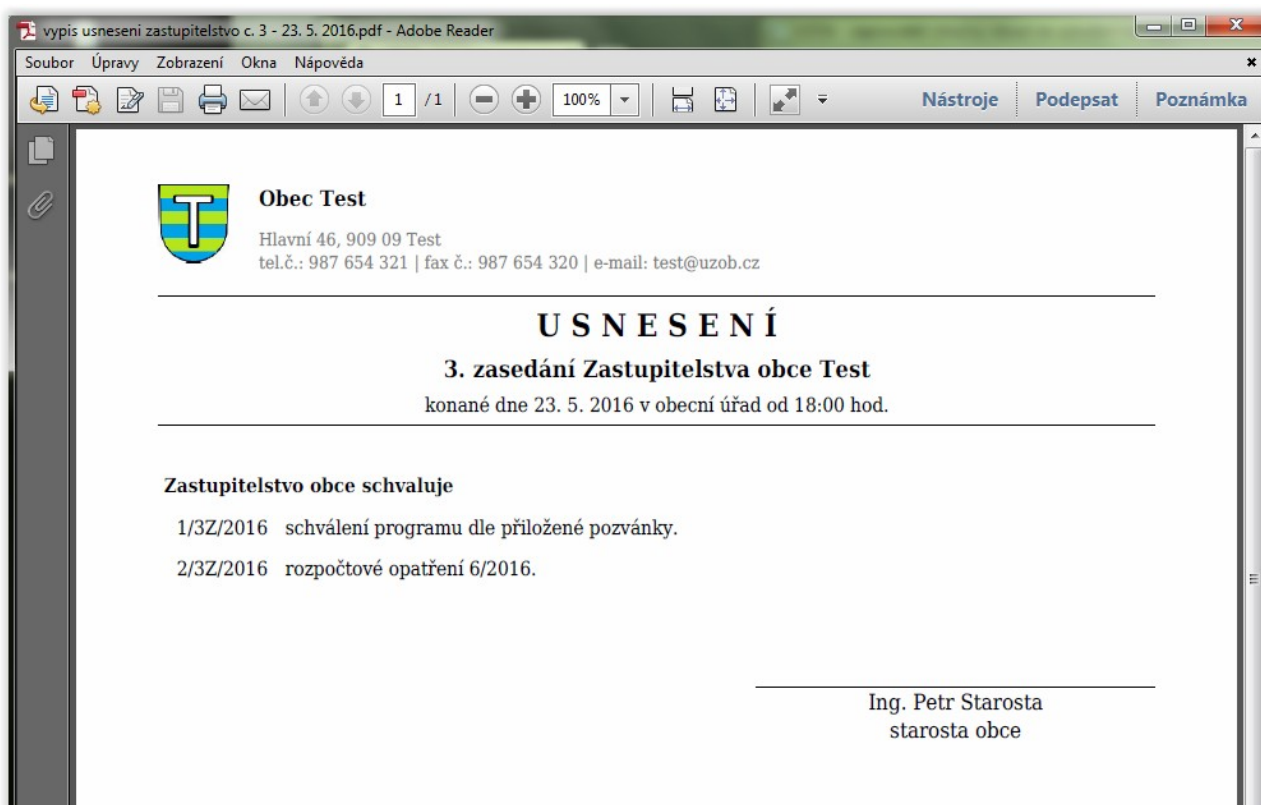 vypis usneseni zastupitelstvo c. 3 - 23. 5. 2016.pdf - Adobe Reader
Soubor Úpravy Zobrazení Okna Nápověda
1 /1 100% Nástroje Podepsat Poznámka
T
Obec Test
Hlavní 46, 909 09 Test
tel.č.: 987 654 321 | fax č.: 987 654 320 | e-mail: test@uzob.cz
U S N E S E N Í
3. zasedání Zastupitelstva obce Test
konané dne 23. 5. 2016 v obecní úřad od 18:00 hod.
Zastupitelstvo obce schvaluje
1/3Z/2016 schválení programu dle přiložené pozvánky.
2/3Z/2016 rozpočtové opatření 6/2016.
Ing. Petr Starosta
starosta obce